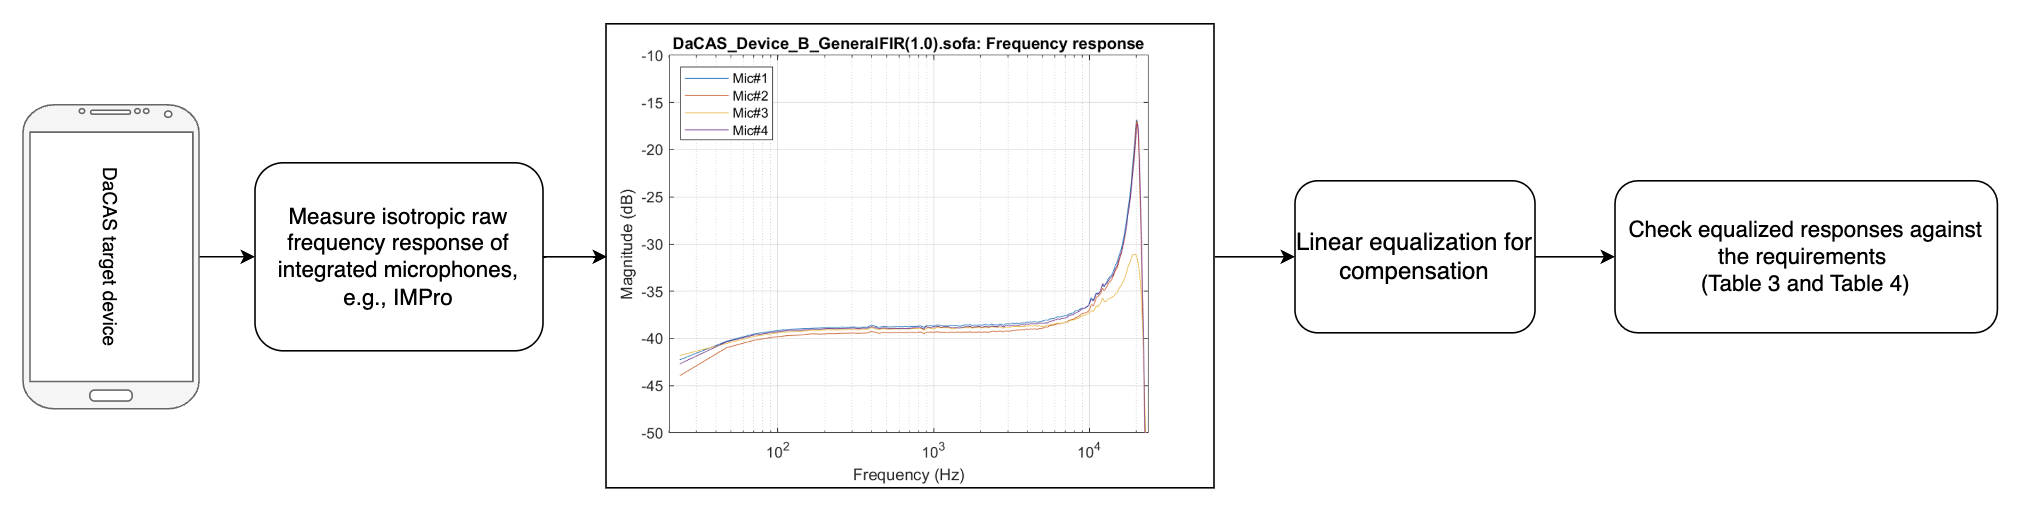 DaCAS target device
Measure isotropic raw
frequency response of
integrated microphones,
e.g., IMPro
DaCAS_Device_B_GeneralFIR(1.0).sofa: Frequency response
Mic#1
Mic#2
Mic#3
Mic#4
-10
-15
-20
-25
-30
-35
-40
-45
-50
Magnitude (dB)
10²
10³
10⁴
Frequency (Hz)
Linear equalization for
compensation
Check equalized responses against
the requirements
(Table 3 and Table 4)